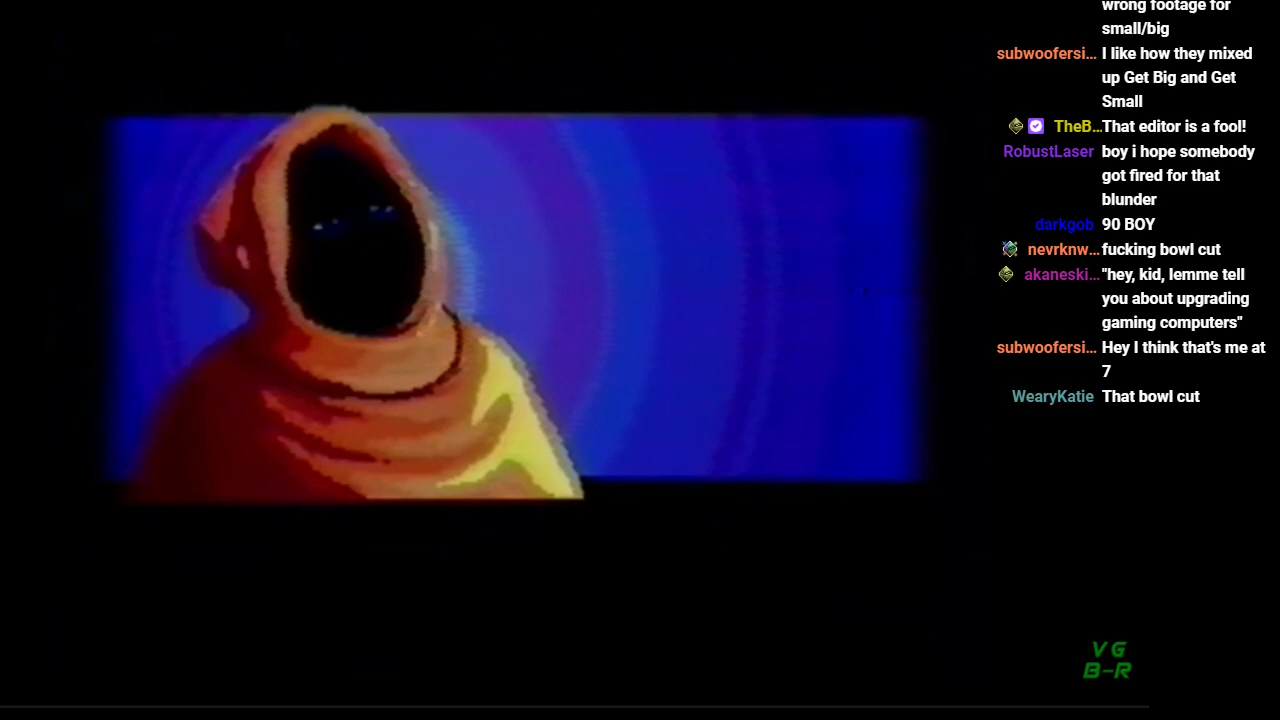 wrong footage for
small/big
subwoofersi... I like how they mixed
up Get Big and Get
Small
TheB... That editor is a fool!
RobustLaser boy i hope somebody
got fired for that
blunder
darkgob 90 BOY
nevrknw... fucking bowl cut
akaneski... "hey, kid, lemme tell
you about upgrading
gaming computers"
subwoofersi... Hey I think that's me at
7
WearyKatie That bowl cut
VG
B-R